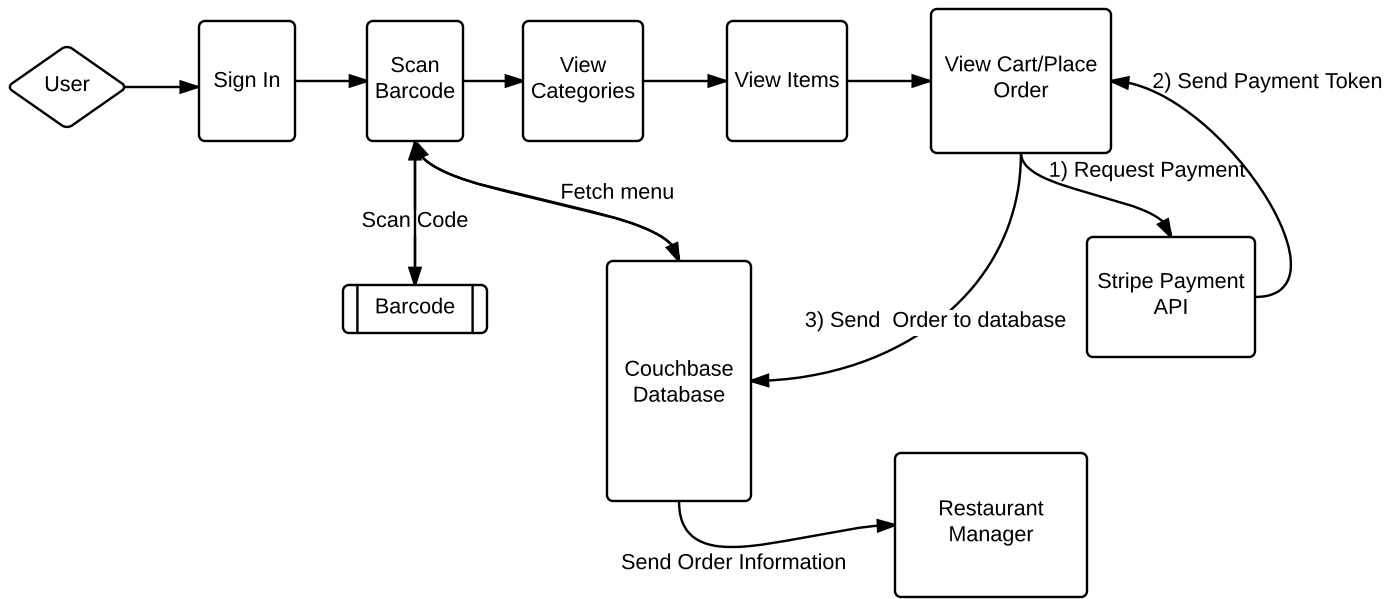 User
Sign In
Scan
Barcode
View
Categories
View Items
View Cart/Place
Order
2) Send Payment Token
1) Request Payment
Fetch menu
Scan Code
Barcode
Stripe Payment
API
3) Send  Order to database
Couchbase
Database
Restaurant
Manager
Send Order Information